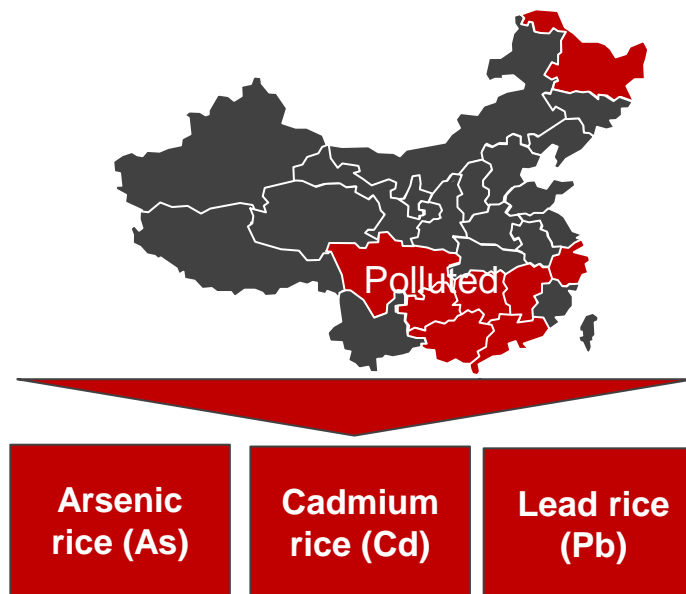 Polluted
Arsenic
rice (As)
Cadmium
rice (Cd)
Lead rice
(Pb)